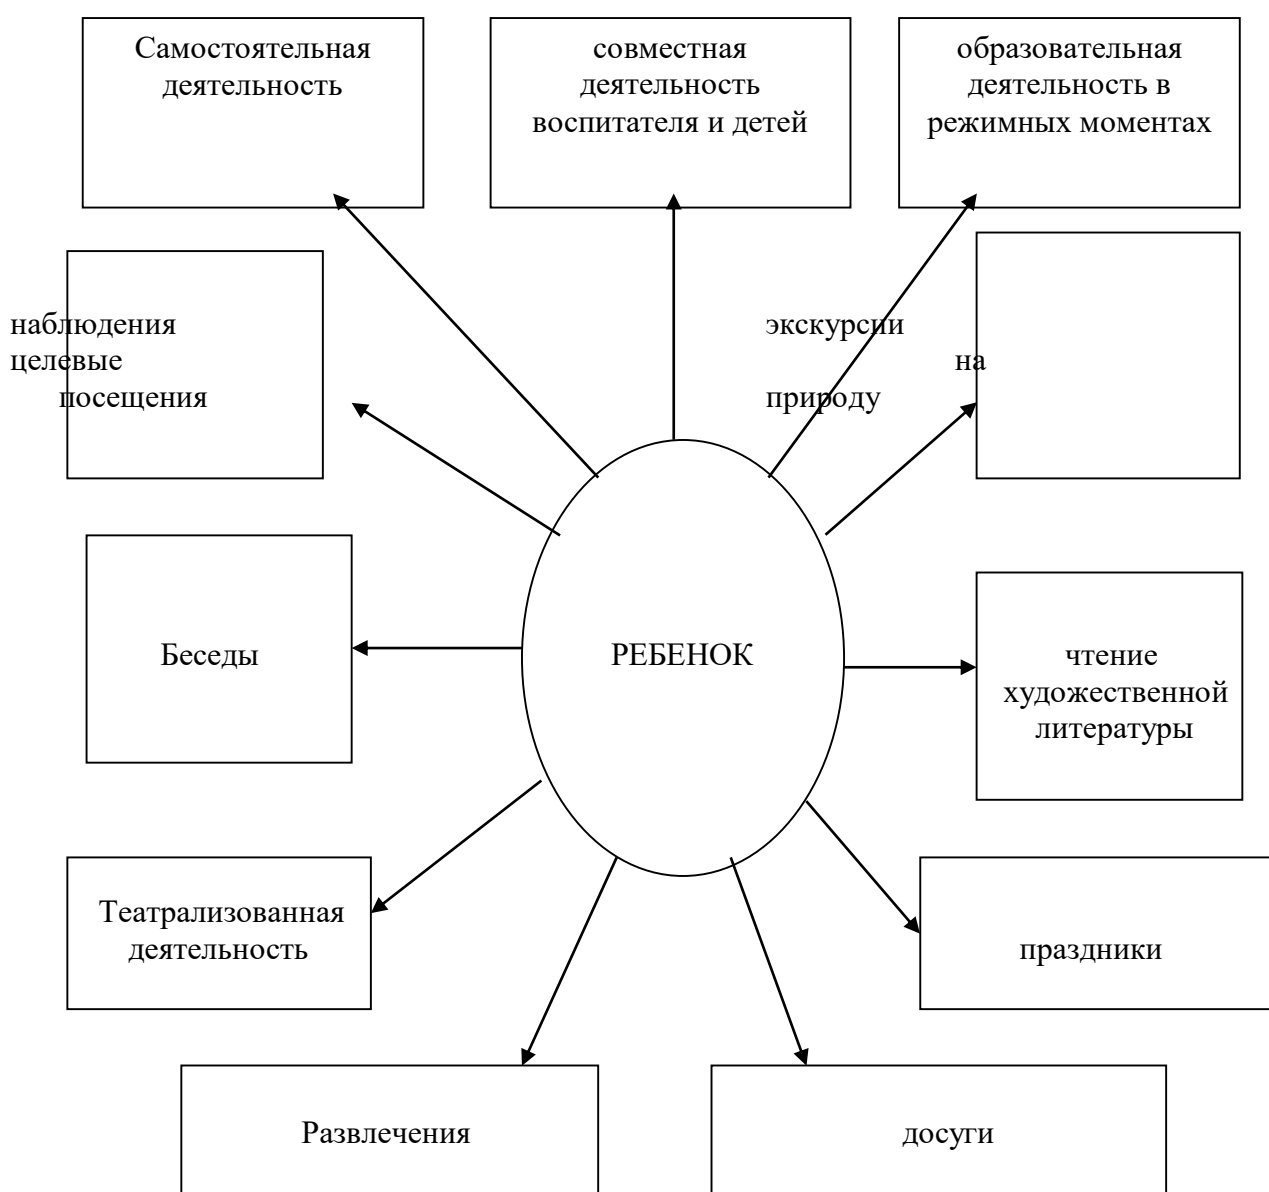 Самостоятельная
деятельность
совместная
деятельность
воспитателя и детей
образовательная
деятельность в
режимных моментах
наблюдения
целевые
посещения
экскурсии
на
природу
Беседы
РЕБЕНОК
чтение
художественной
литературы
Театрализованная
деятельность
праздники
Развлечения
досуги